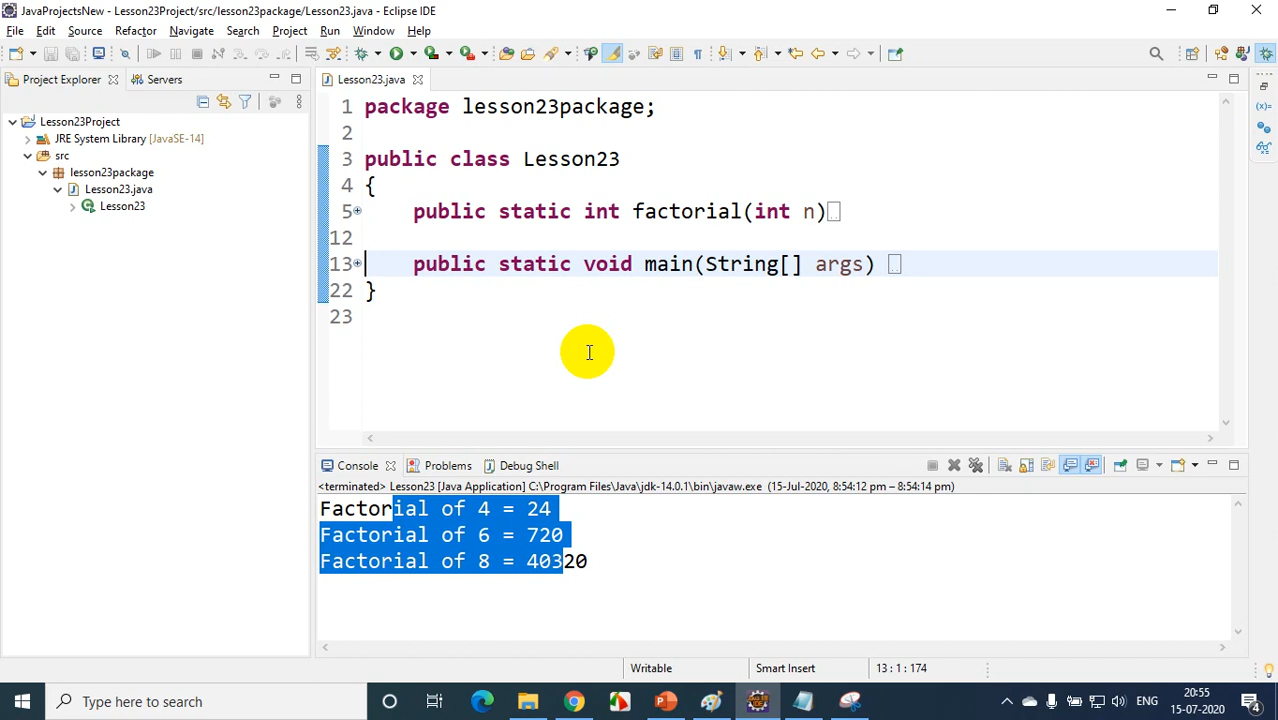 JavaProjectsNew - Lesson23Project/src/lesson23package/Lesson23.java - Eclipse IDE
File Edit Source Refactor Navigate Search Project Run Window Help
Project Explorer Servers
Lesson23.java
Lesson23Project
JRE System Library [JavaSE-14]
src
lesson23package
Lesson23.java
Lesson23
1 package lesson23package;
2
3 public class Lesson23
4 {
5 public static int factorial(int n)
12
13 public static void main(String[] args)
22 }
23
Console Problems Debug Shell
<terminated> Lesson23 [Java Application] C:\Program Files\Java\jdk-14.0.1\bin\javaw.exe (15-Jul-2020, 8:54:12 pm – 8:54:14 pm)
Factorial of 4 = 24
Factorial of 6 = 720
Factorial of 8 = 40320
Writable Smart Insert 13 : 1 : 174
Type here to search
ENG
20:55
15-07-2020
4